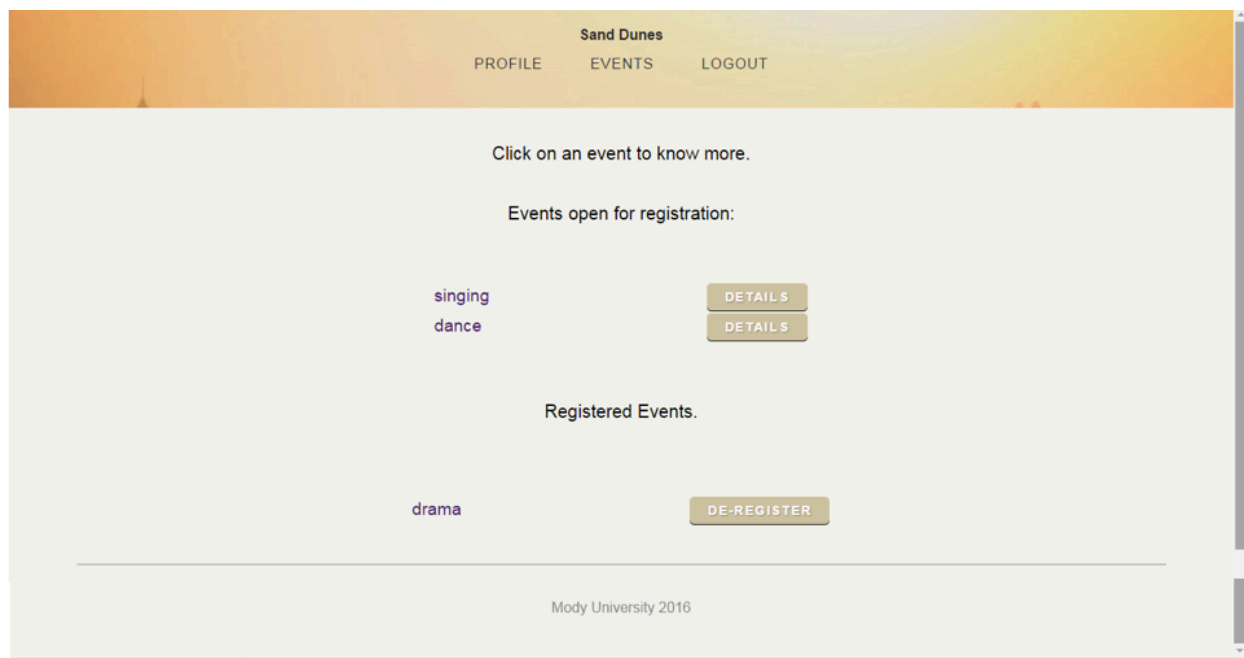 Sand Dunes
PROFILE EVENTS LOGOUT
Click on an event to know more.
Events open for registration:
singing DETAILS
dance DETAILS
Registered Events.
drama DE-REGISTER
Mody University 2016